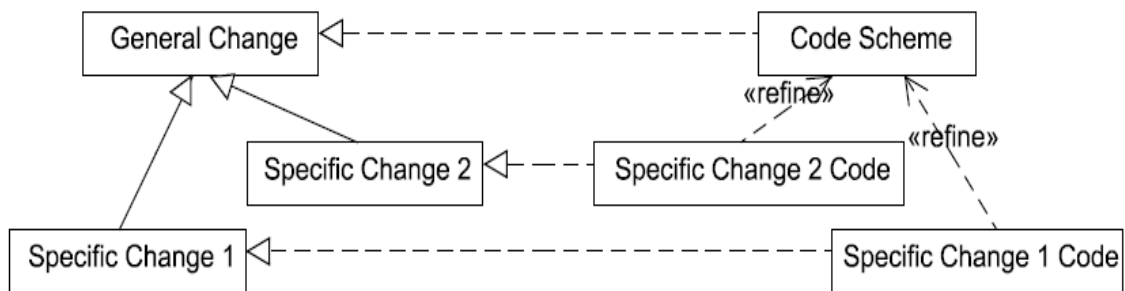 General Change
Code Scheme
«refine»
«refine»
Specific Change 2
Specific Change 2 Code
Specific Change 1
Specific Change 1 Code